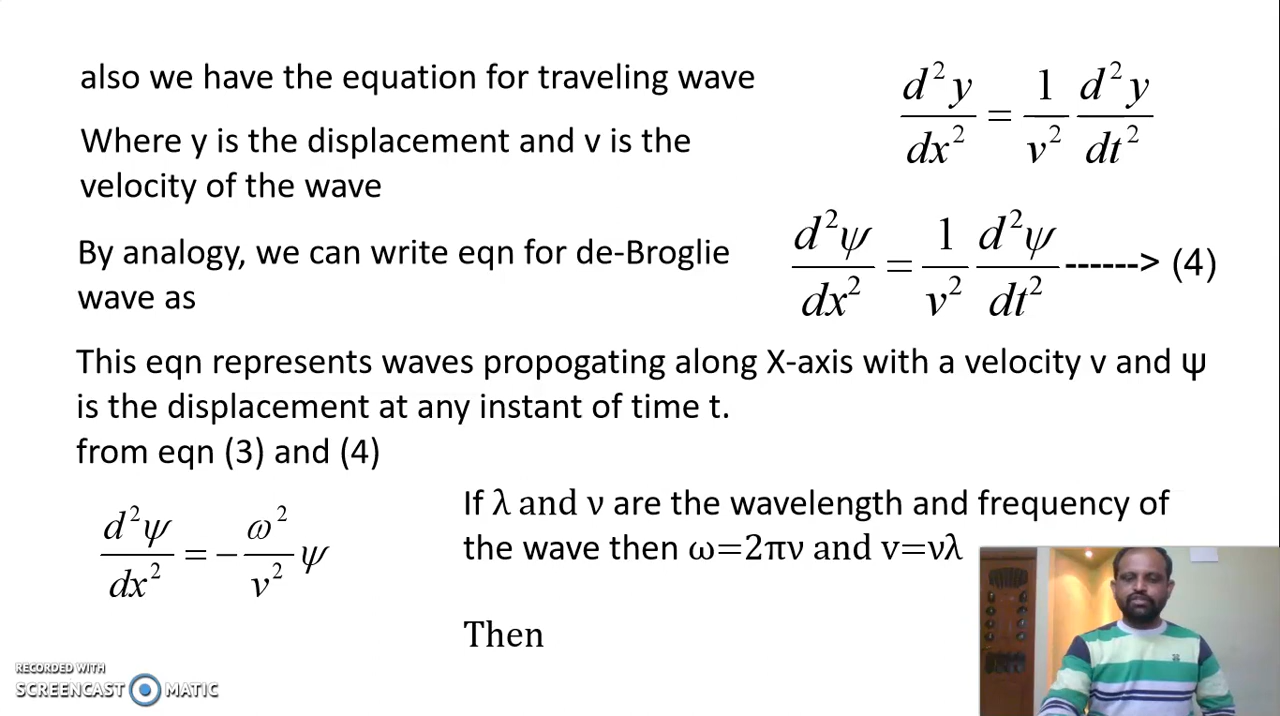 also we have the equation for traveling wave
d²y/dx² = 1/v² d²y/dt²
Where y is the displacement and v is the
velocity of the wave
By analogy, we can write eqn for de-Broglie
wave as
d²ψ/dx² = 1/v² d²ψ/dt² ------> (4)
This eqn represents waves propogating along X-axis with a velocity v and ψ
is the displacement at any instant of time t.
from eqn (3) and (4)
d²ψ/dx² = - ω²/v² ψ
If λ and ν are the wavelength and frequency of
the wave then ω=2πν and v=νλ
Then
RECORDED WITH
SCREENCAST MATIC